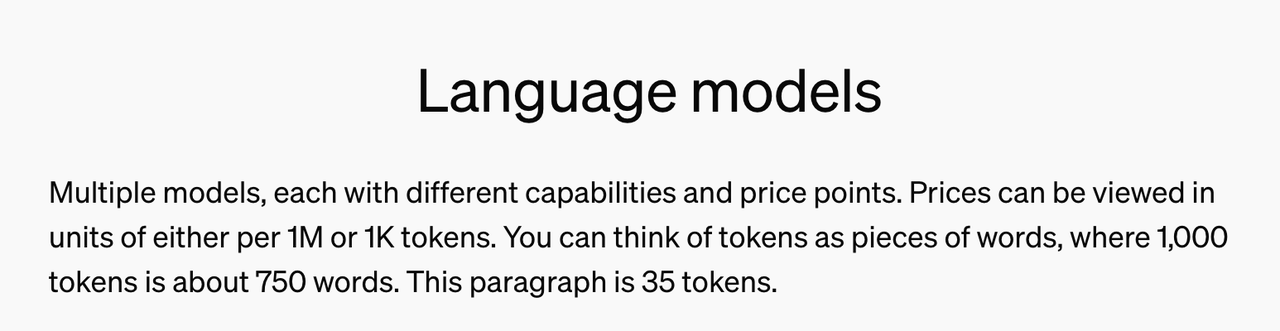 Language models
Multiple models, each with different capabilities and price points. Prices can be viewed in
units of either per 1M or 1K tokens. You can think of tokens as pieces of words, where 1,000
tokens is about 750 words. This paragraph is 35 tokens.